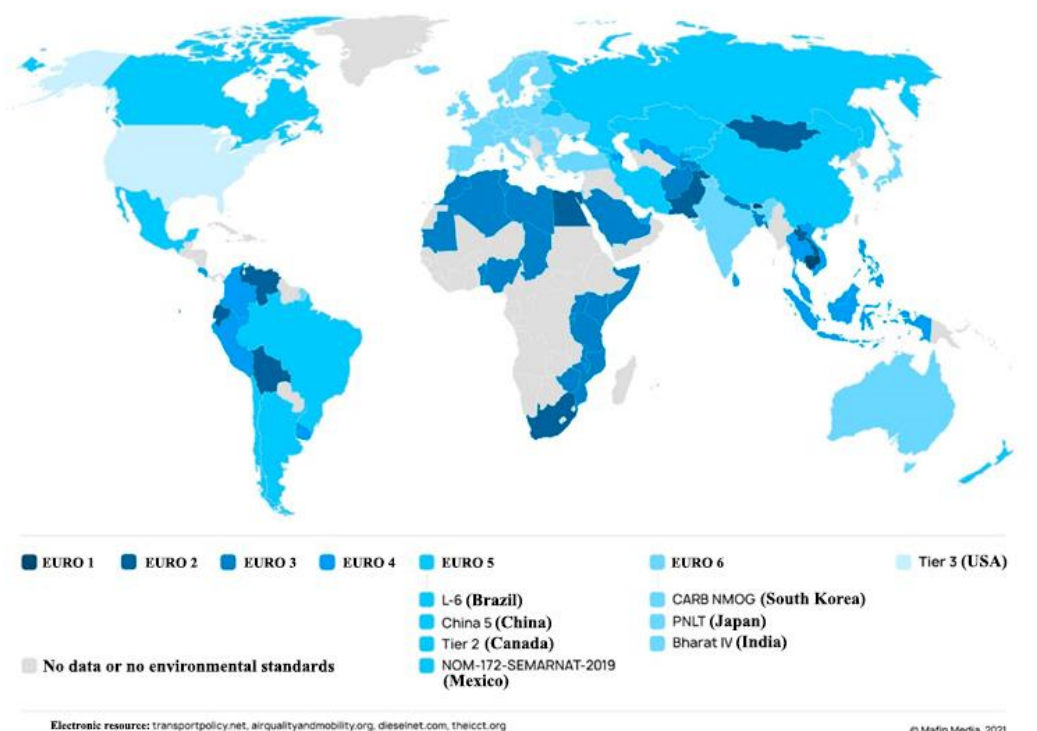 EURO 1
EURO 2
EURO 3
EURO 4
EURO 5
EURO 6
Tier 3 (USA)
L-6 (Brazil)
China 5 (China)
Tier 2 (Canada)
NOM-172-SEMARNAT-2019
(Mexico)
CARB NMOG (South Korea)
PNLT (Japan)
Bharat IV (India)
No data or no environmental standards
Electronic resource: transportpolicy.net, airqualityandmobility.org, dieselnet.com, theicct.org
© Mafin Media, 2021